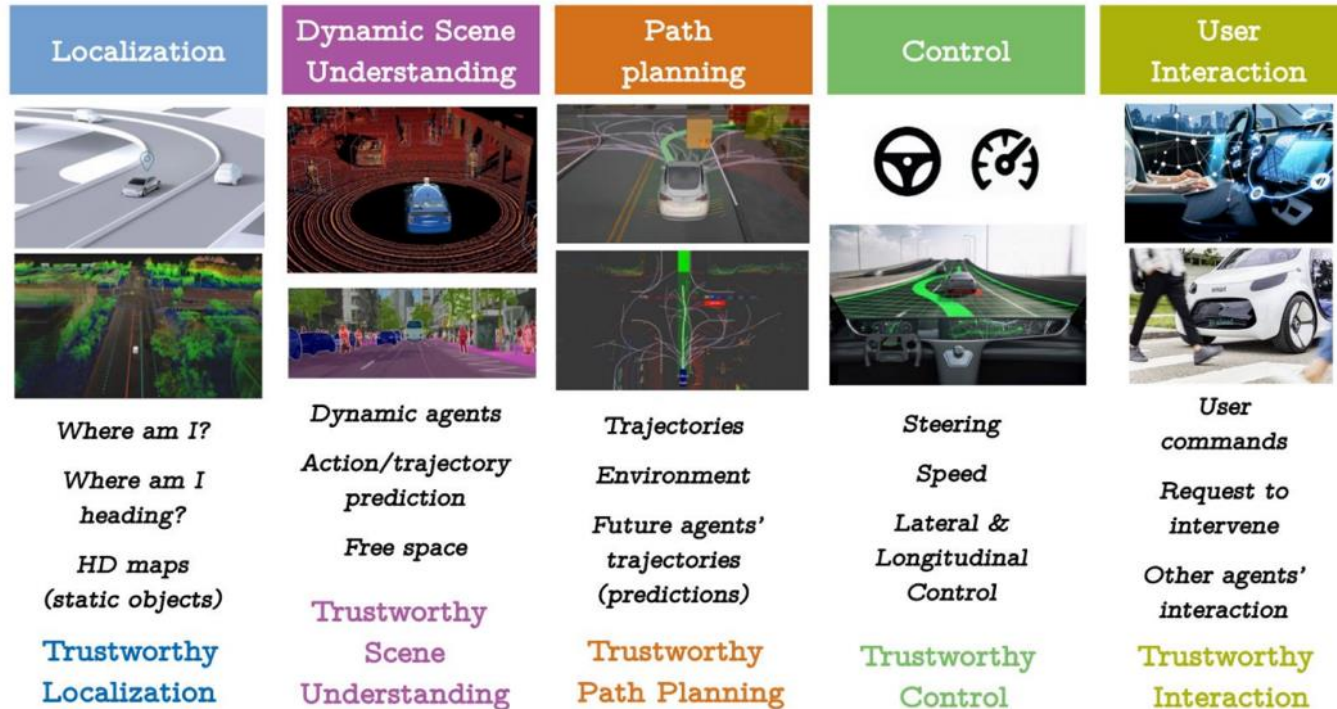 Localization
Dynamic Scene
Understanding
Path
planning
Control
User
Interaction
smart
Where am I?
Where am I
heading?
HD maps
(static objects)
Trustworthy
Localization
Dynamic agents
Action/trajectory
prediction
Free space
Trustworthy
Scene
Understanding
Trajectories
Environment
Future agents'
trajectories
(predictions)
Trustworthy
Path Planning
Steering
Speed
Lateral &
Longitudinal
Control
Trustworthy
Control
User
commands
Request to
intervene
Other agents'
interaction
Trustworthy
Interaction